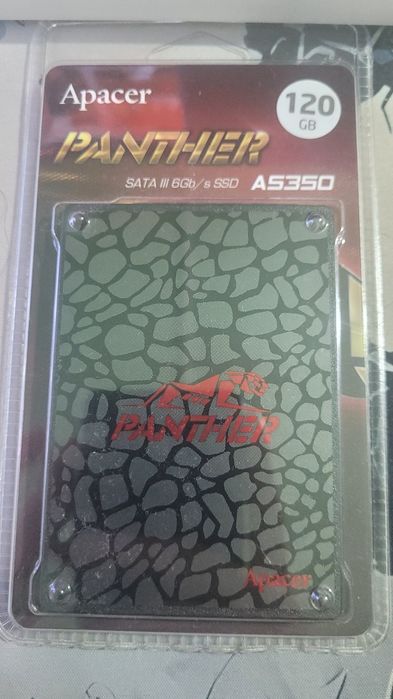 Apacer
120
GB
PANTHER
SATA III 6Gb/s SSD AS350
PANTHER
Apacer